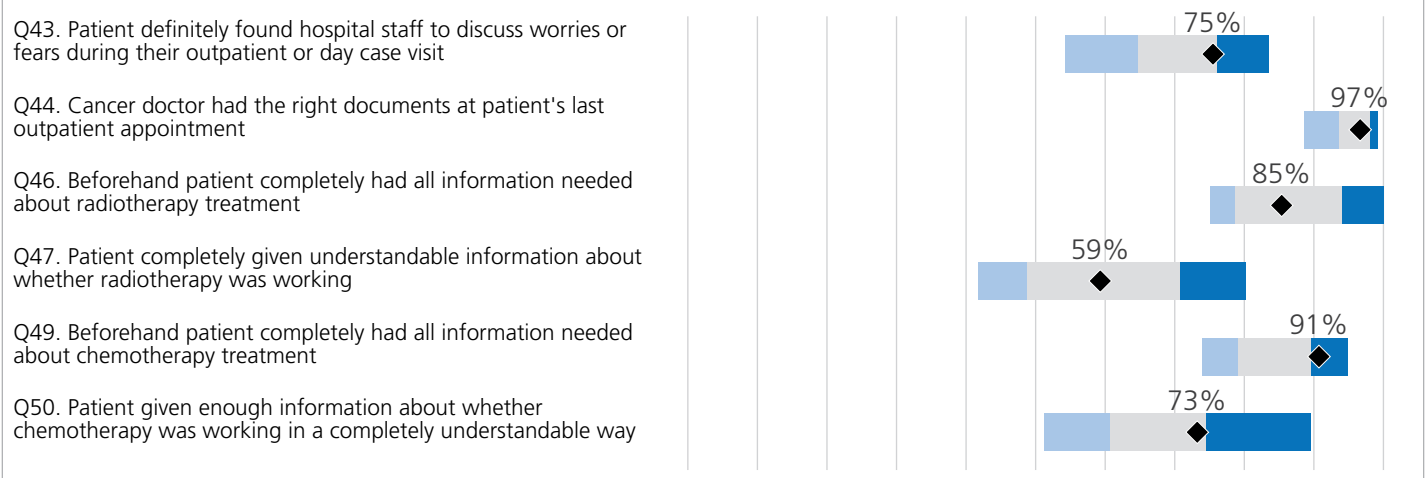 75%
Q43. Patient definitely found hospital staff to discuss worries or
fears during their outpatient or day case visit
97%
Q44. Cancer doctor had the right documents at patient's last
outpatient appointment
85%
Q46. Beforehand patient completely had all information needed
about radiotherapy treatment
59%
Q47. Patient completely given understandable information about
whether radiotherapy was working
91%
Q49. Beforehand patient completely had all information needed
about chemotherapy treatment
73%
Q50. Patient given enough information about whether
chemotherapy was working in a completely understandable way